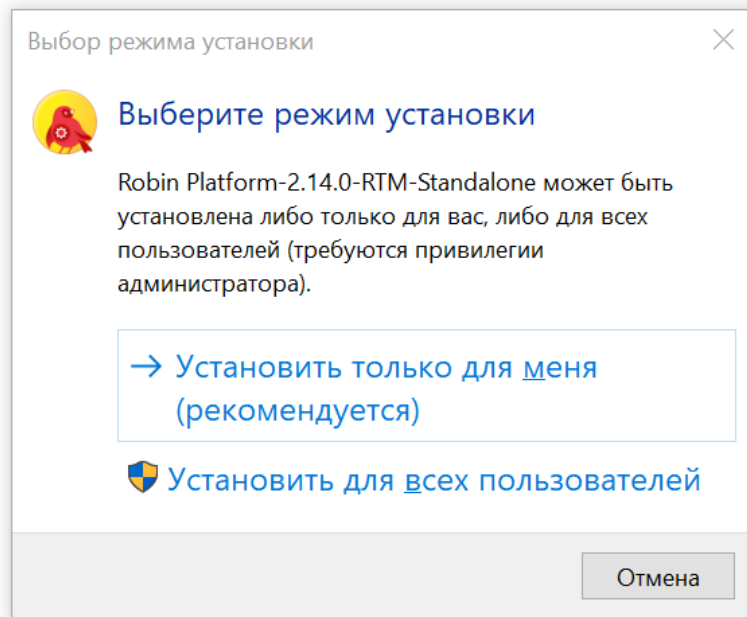 Выбор режима установки
Выберите режим установки
Robin Platform-2.14.0-RTM-Standalone может быть
установлена либо только для вас, либо для всех
пользователей (требуются привилегии
администратора).
Установить только для меня
(рекомендуется)
Установить для всех пользователей
Отмена